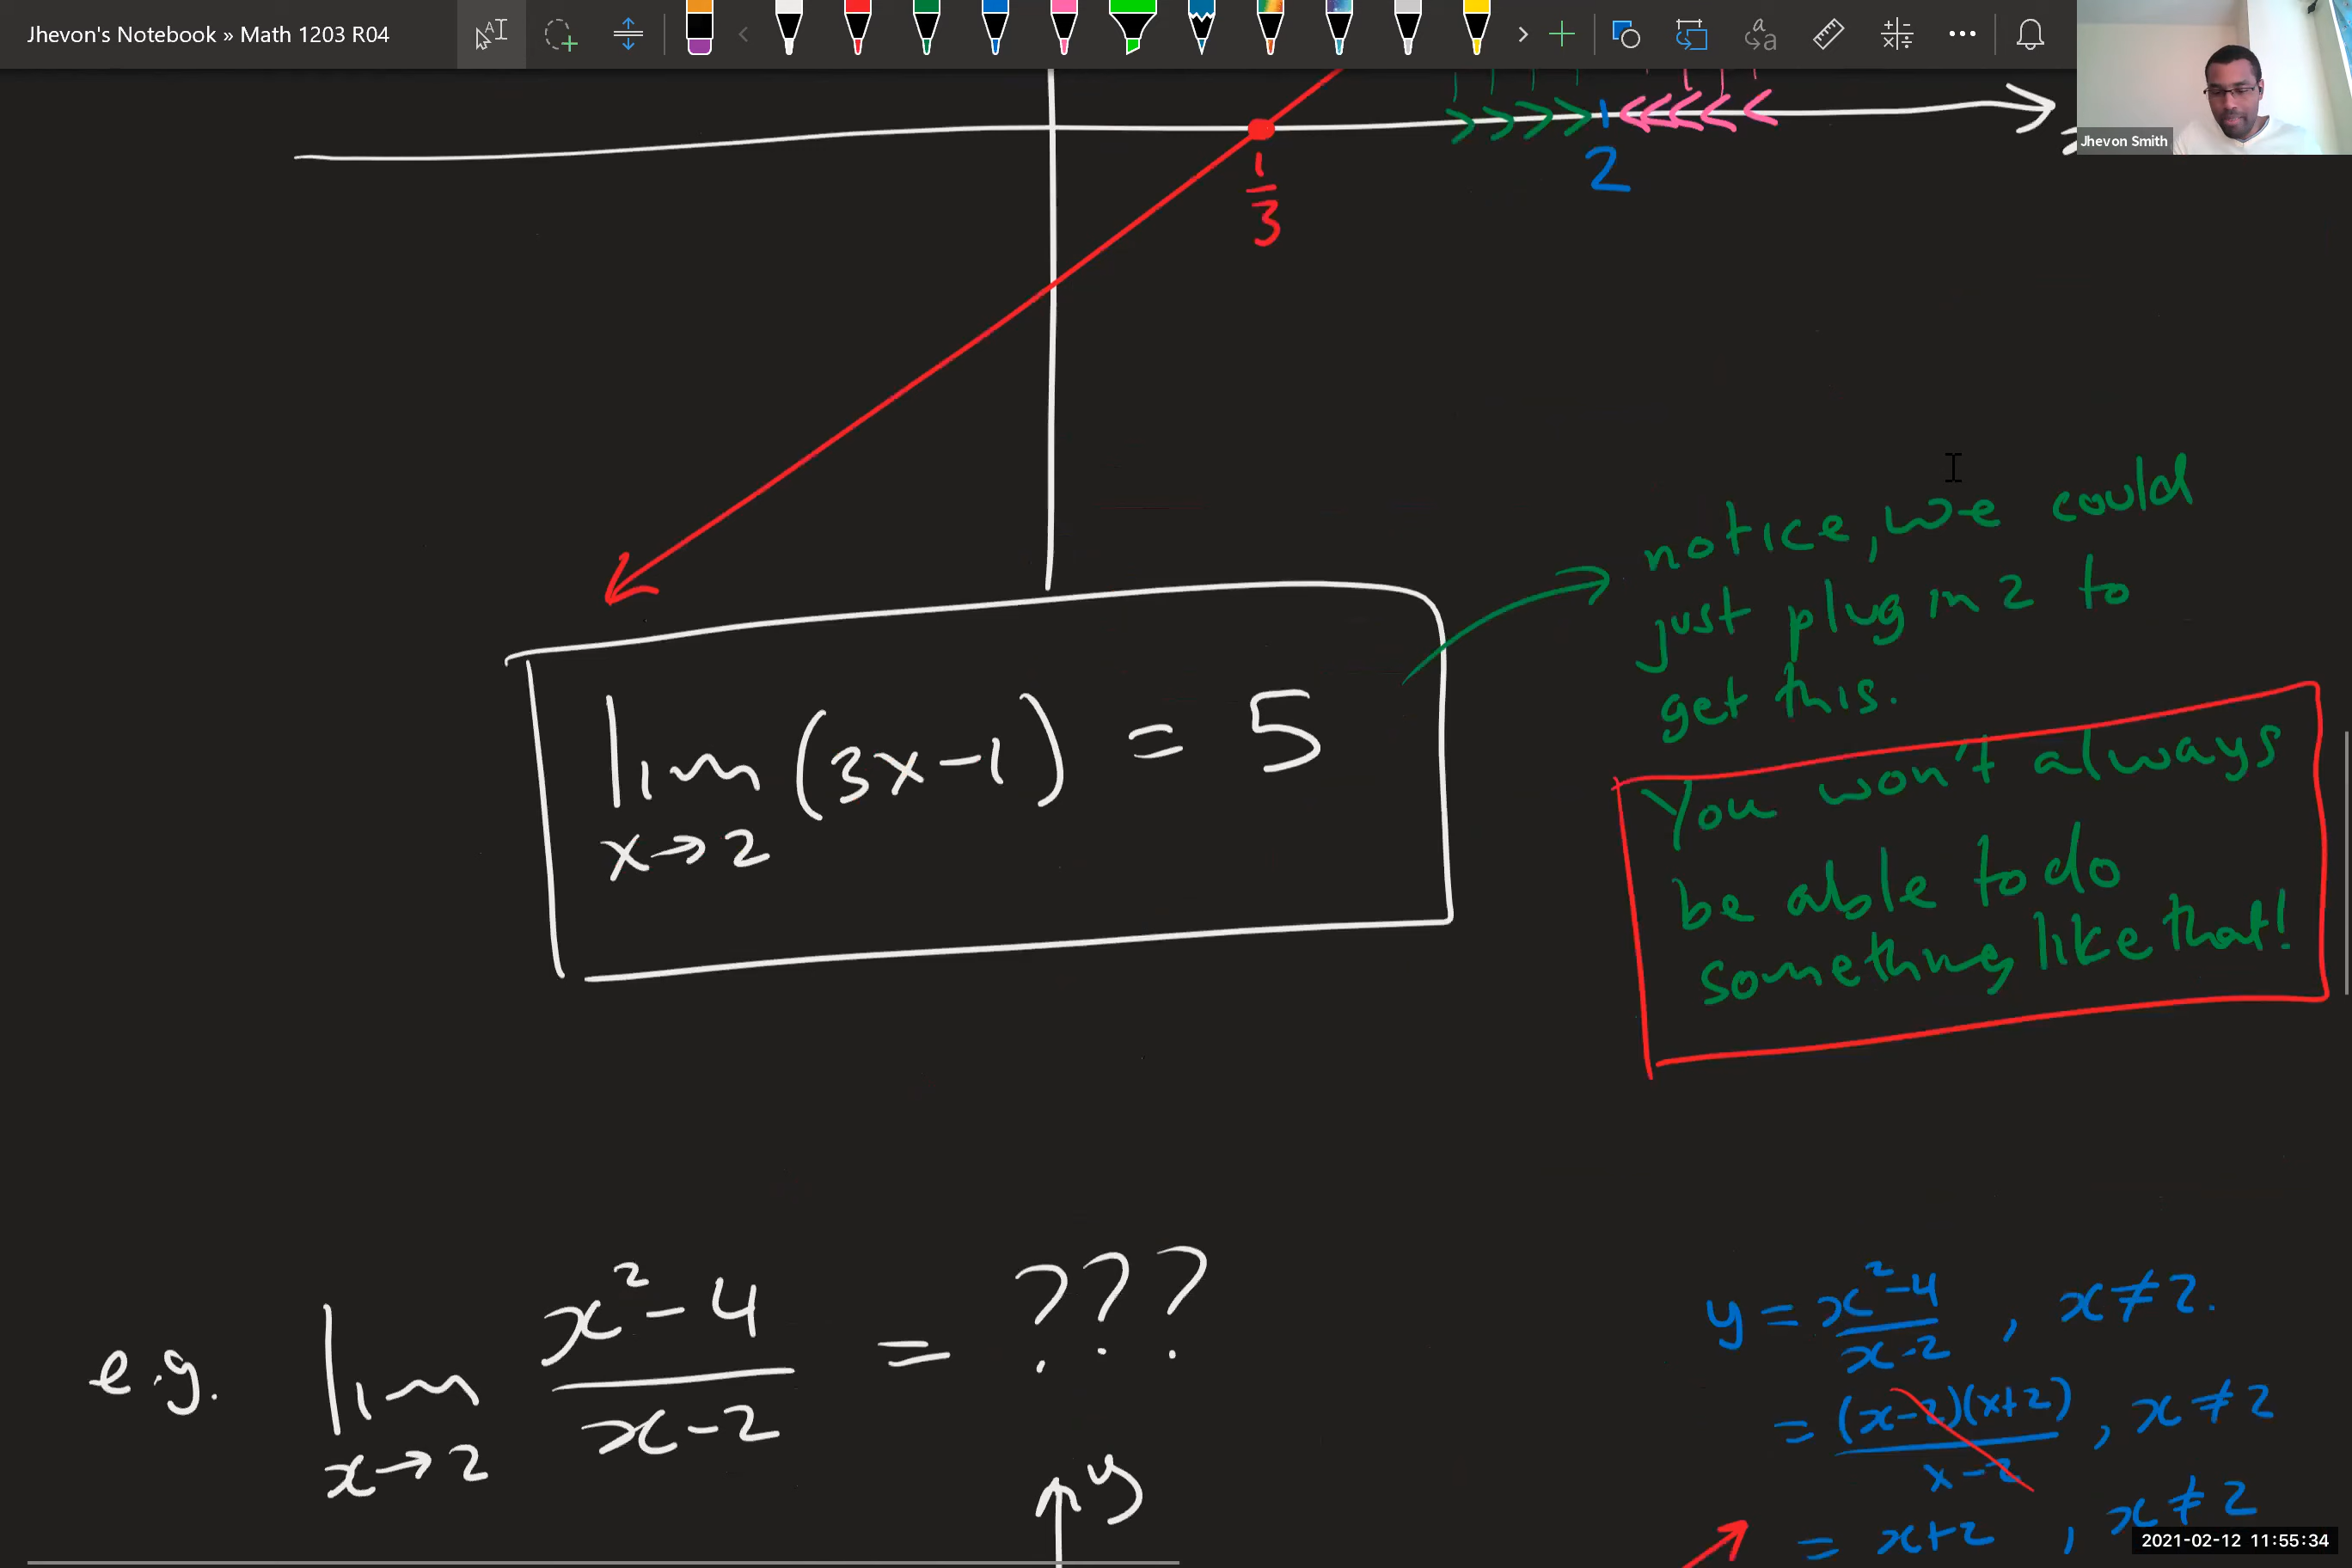 Jhevon's Notebook » Math 1203 R04
Jhevon Smith
1/3
2
notice, we could
just plug in 2 to
get this.
lim (3x-1) = 5
x→2
You won't always
be able to do
something like that!
e.g. lim (x²-4)/(x-2) = ???
x→2
y
y = (x²-4)/(x-2) , x≠2.
= (x-2)(x+2)/(x-2) , x≠2
= x+2 , x≠2
2021-02-12 11:55:34